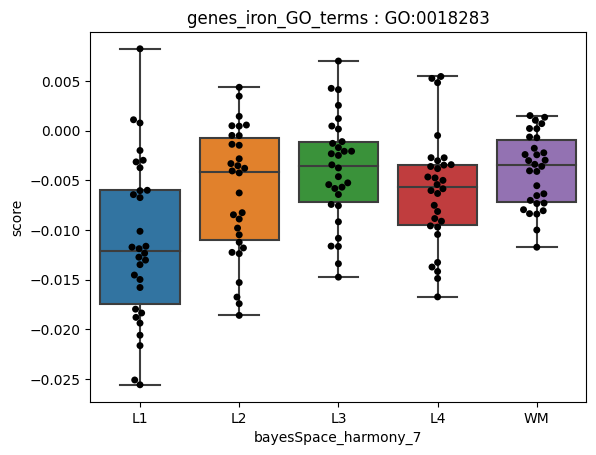 genes_iron_GO_terms : GO:0018283
0.005
0.000
−0.005
−0.010
−0.015
−0.020
−0.025
score
L1 L2 L3 L4 WM
bayesSpace_harmony_7